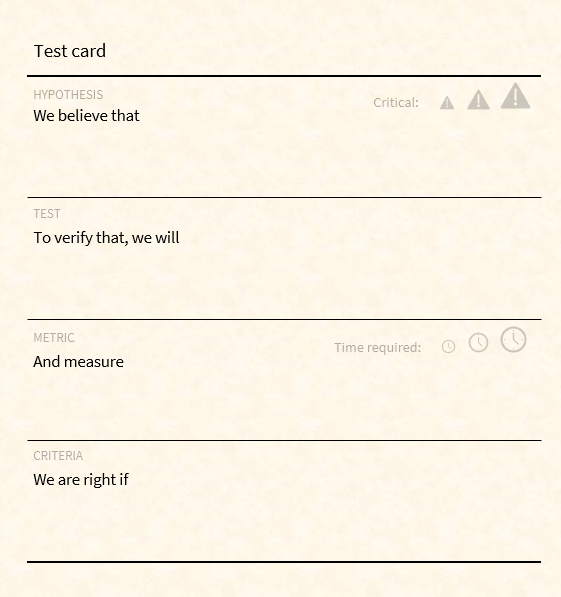 Test card
HYPOTHESIS
Critical:
We believe that
TEST
To verify that, we will
METRIC
Time required:
And measure
CRITERIA
We are right if